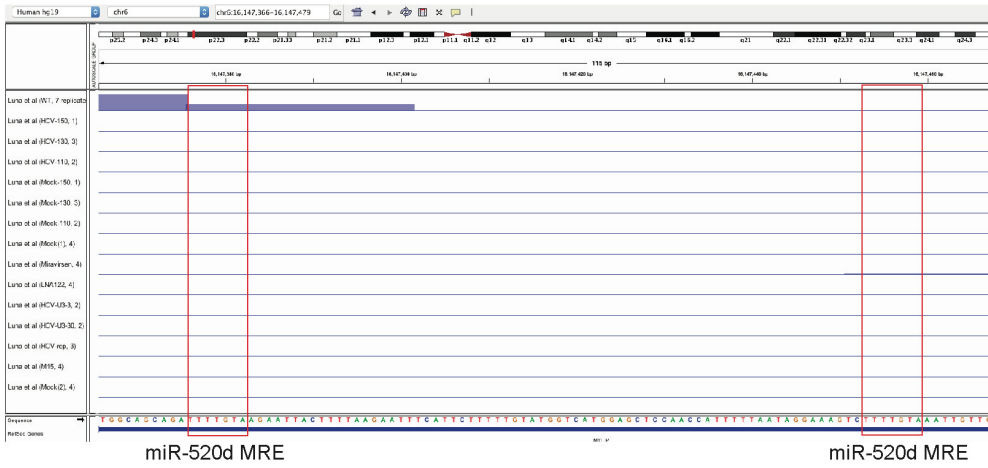 Human hg19 chr6 chr6:16,147,366-16,147,479 Go
p25.2 p24.3 p24.1 p22.3 p22.2 p21.33 p21.2 p21.1 p12.3 p12.1 p11.1 q11.2 q12 q13 q14.1 q14.2 q15 q16.1 q16.2 q21 q22.1 q22.31 q22.32 q23.1 q23.3 q24.1 q24.3
115 bp
16,147,380 bp 16,147,400 bp 16,147,420 bp 16,147,440 bp 16,147,460 bp
Luna et al (WT, 7 replicate
Luna et al (HCV-150, 1)
Luna et al (HCV-130, 3)
Luna et al (HCV-110, 2)
Luna et al (Mock-150, 1)
Luna et al (Mock-130, 3)
Luna et al (Mock-110, 2)
Luna et al (Mock(1), 4)
Luna et al (Miravirsen, 4)
Luna et al (LNA122, 4)
Luna et al (HCV-U3-3, 2)
Luna et al (HCV-U3-30, 2)
Luna et al (HCV rep, 3)
Luna et al (M15, 4)
Luna et al (Mock(2), 4)
Sequence T G G C A G C A G A T T T T G T A A G A A T T A C T T T T A A G A A T T T C A T T C T T T T T G T A T G G T C A T G G A G C T C C A A C C A T T T T T A A T A G G A A A G T C T T T T G T A A A T T G T T
RefSeq Genes
miR-520d MRE miR-520d MRE